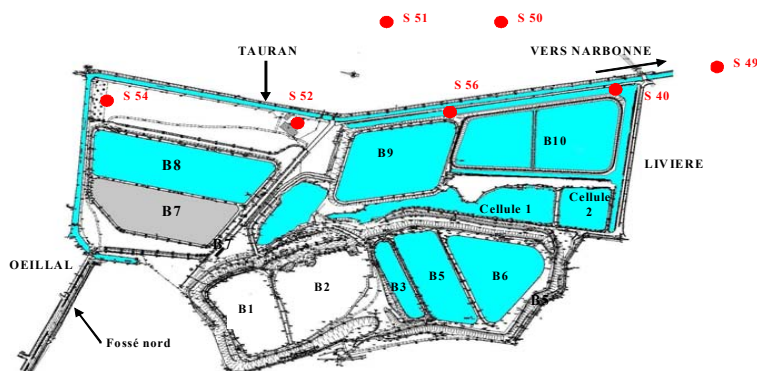 S 51
S 50
TAURAN
VERS NARBONNE
S 49
S 54
S 52
S 56
S 40
B8
B9
B10
LIVIERE
B7
Cellule 1
Cellule 2
B7
OEILLAL
B1
B2
B3
B5
B6
B5
Fossé nord